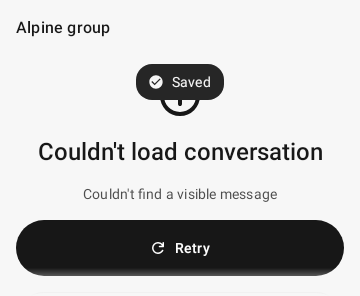 Alpine group
Saved
Couldn't load conversation
Couldn't find a visible message
Retry